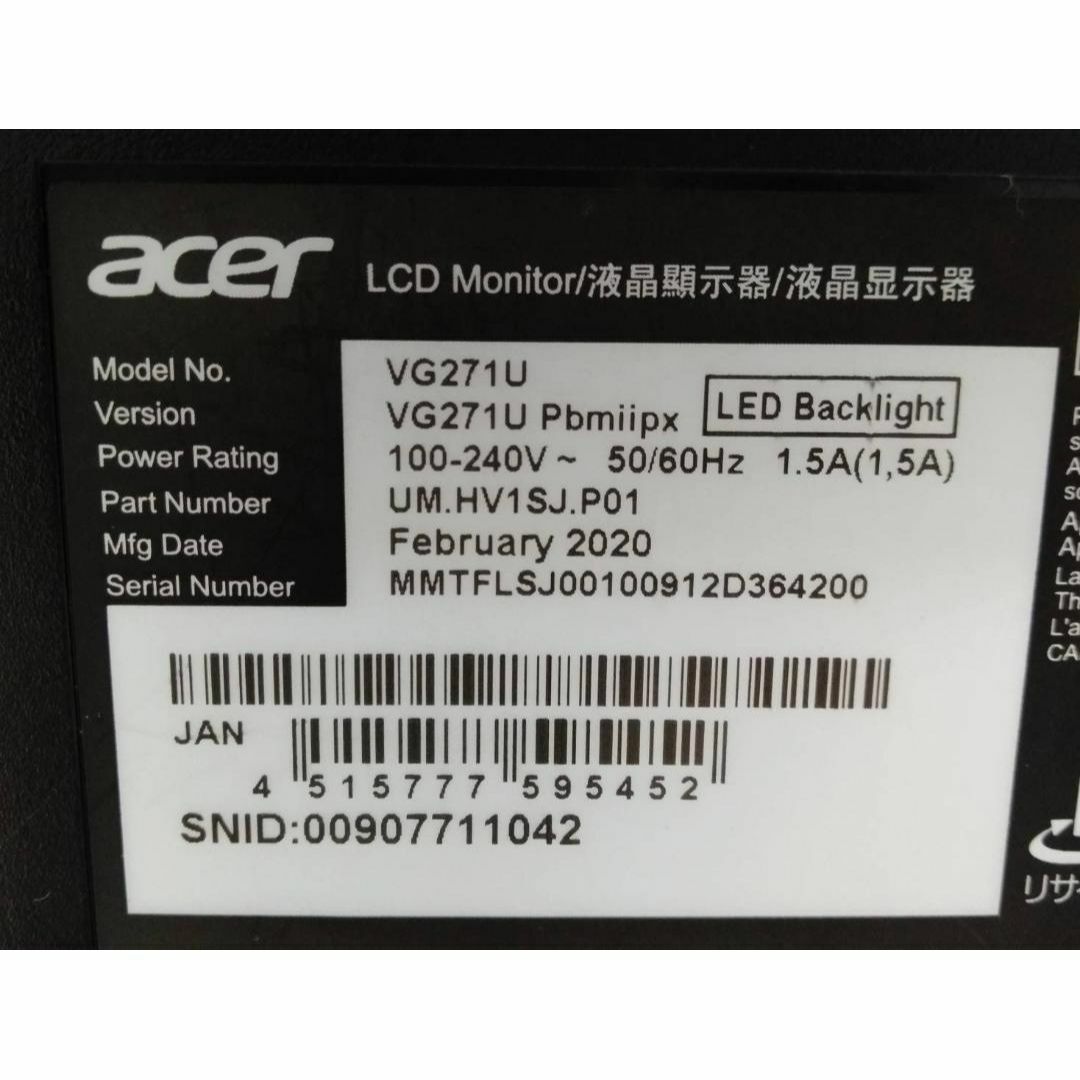 acer LCD Monitor/液晶顯示器/液晶显示器
Model No. VG271U
Version VG271U Pbmiipx LED Backlight
Power Rating 100-240V~ 50/60Hz 1.5A(1,5A)
Part Number UM.HV1SJ.P01
Mfg Date February 2020
Serial Number MMTFLSJ00100912D364200
JAN
4 515777 595452
SNID:00907711042
リサ